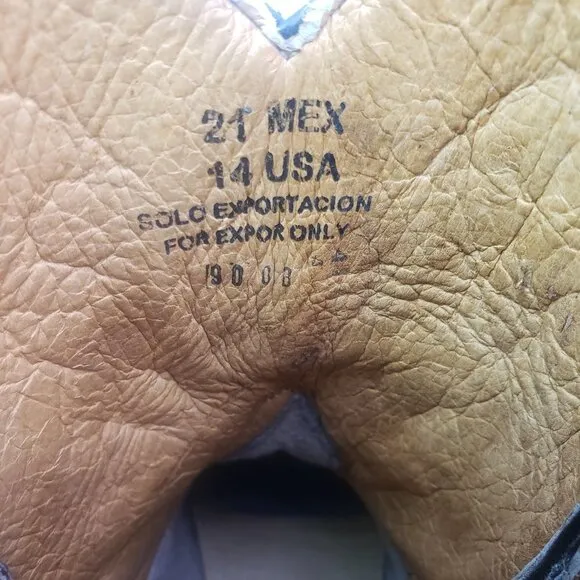 21 MEX
14 USA
SOLO EXPORTACION
FOR EXPOR ONLY